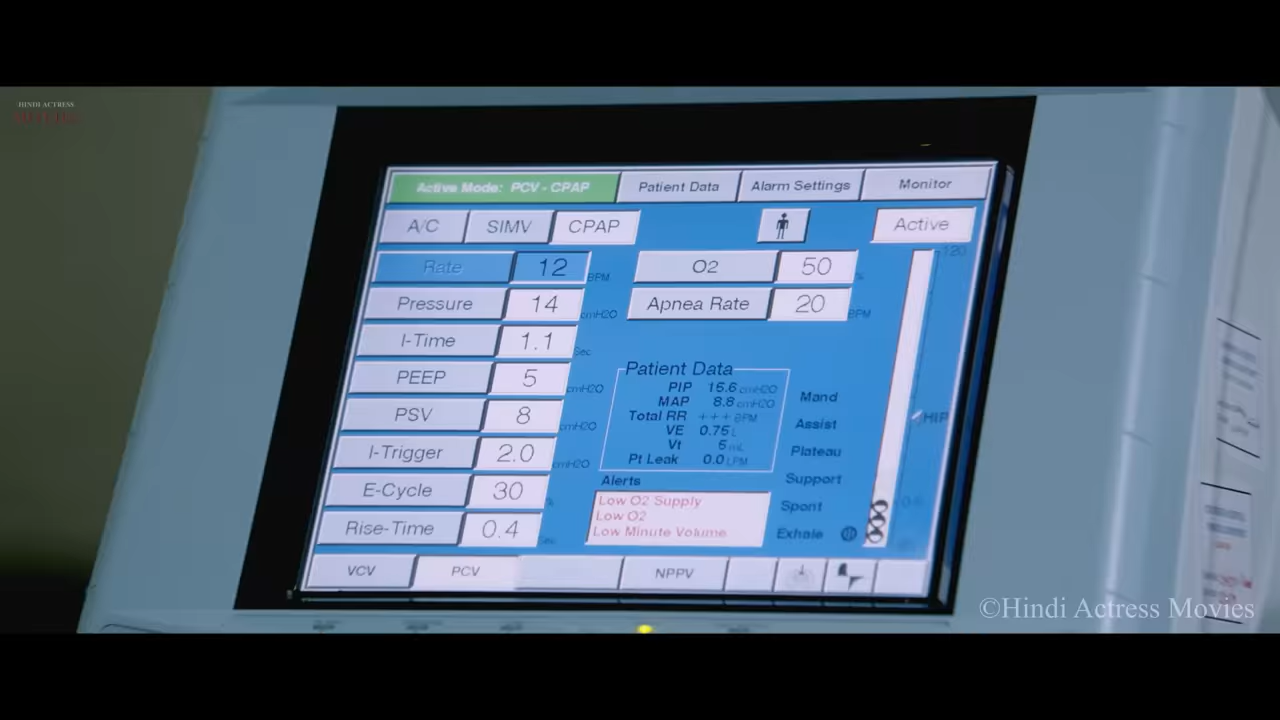 HINDI ACTRESS
Active Mode: PCV - CPAP
Patient Data
Alarm Settings
Monitor
A/C
SIMV
CPAP
Active
Rate 12 BPM
O2 50 %
120
Pressure 14 cmH2O
Apnea Rate 20 BPM
I-Time 1.1 Sec
PEEP 5 cmH2O
PSV 8 cmH2O
I-Trigger 2.0 cmH2O
E-Cycle 30 %
Rise-Time 0.4 Sec
Patient Data
PIP 15.6 cmH2O
MAP 8.8 cmH2O
Total RR +++ BPM
VE 0.75 L
Vt 5 mL
Pt Leak 0.0 LPM
Mand
Assist
Plateau
Support
Spont
Exhale
HIP
Alerts
Low O2 Supply
Low O2
Low Minute Volume
VCV
PCV
NPPV
©Hindi Actress Movies